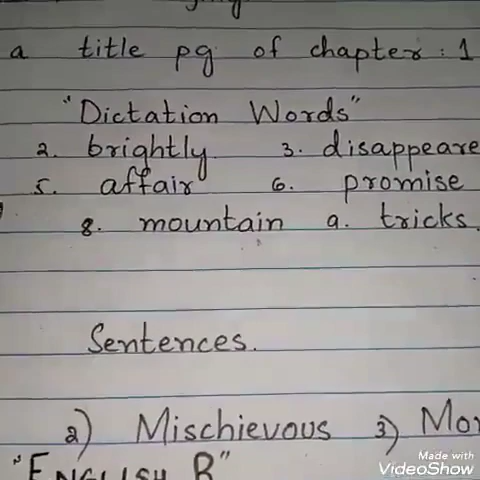 a title pg of chapter : 1
"Dictation Words"
2. brightly 3. disappeare
5. affair 6. promise
8. mountain 9. tricks.
Sentences.
2) Mischievous 3) Mo
"ENGLISH B"
Made with
VideoShow